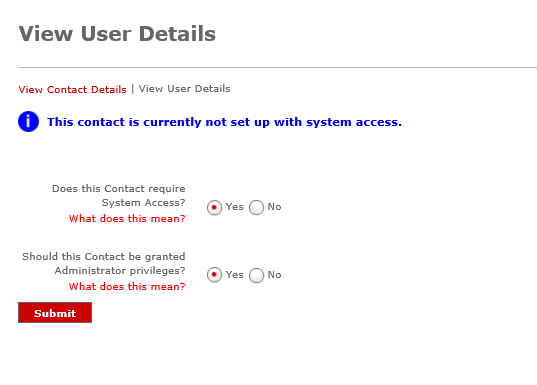 View User Details
View Contact Details | View User Details
i This contact is currently not set up with system access.
Does this Contact require
System Access?
Yes No
What does this mean?
Should this Contact be granted
Administrator privileges?
Yes No
What does this mean?
Submit